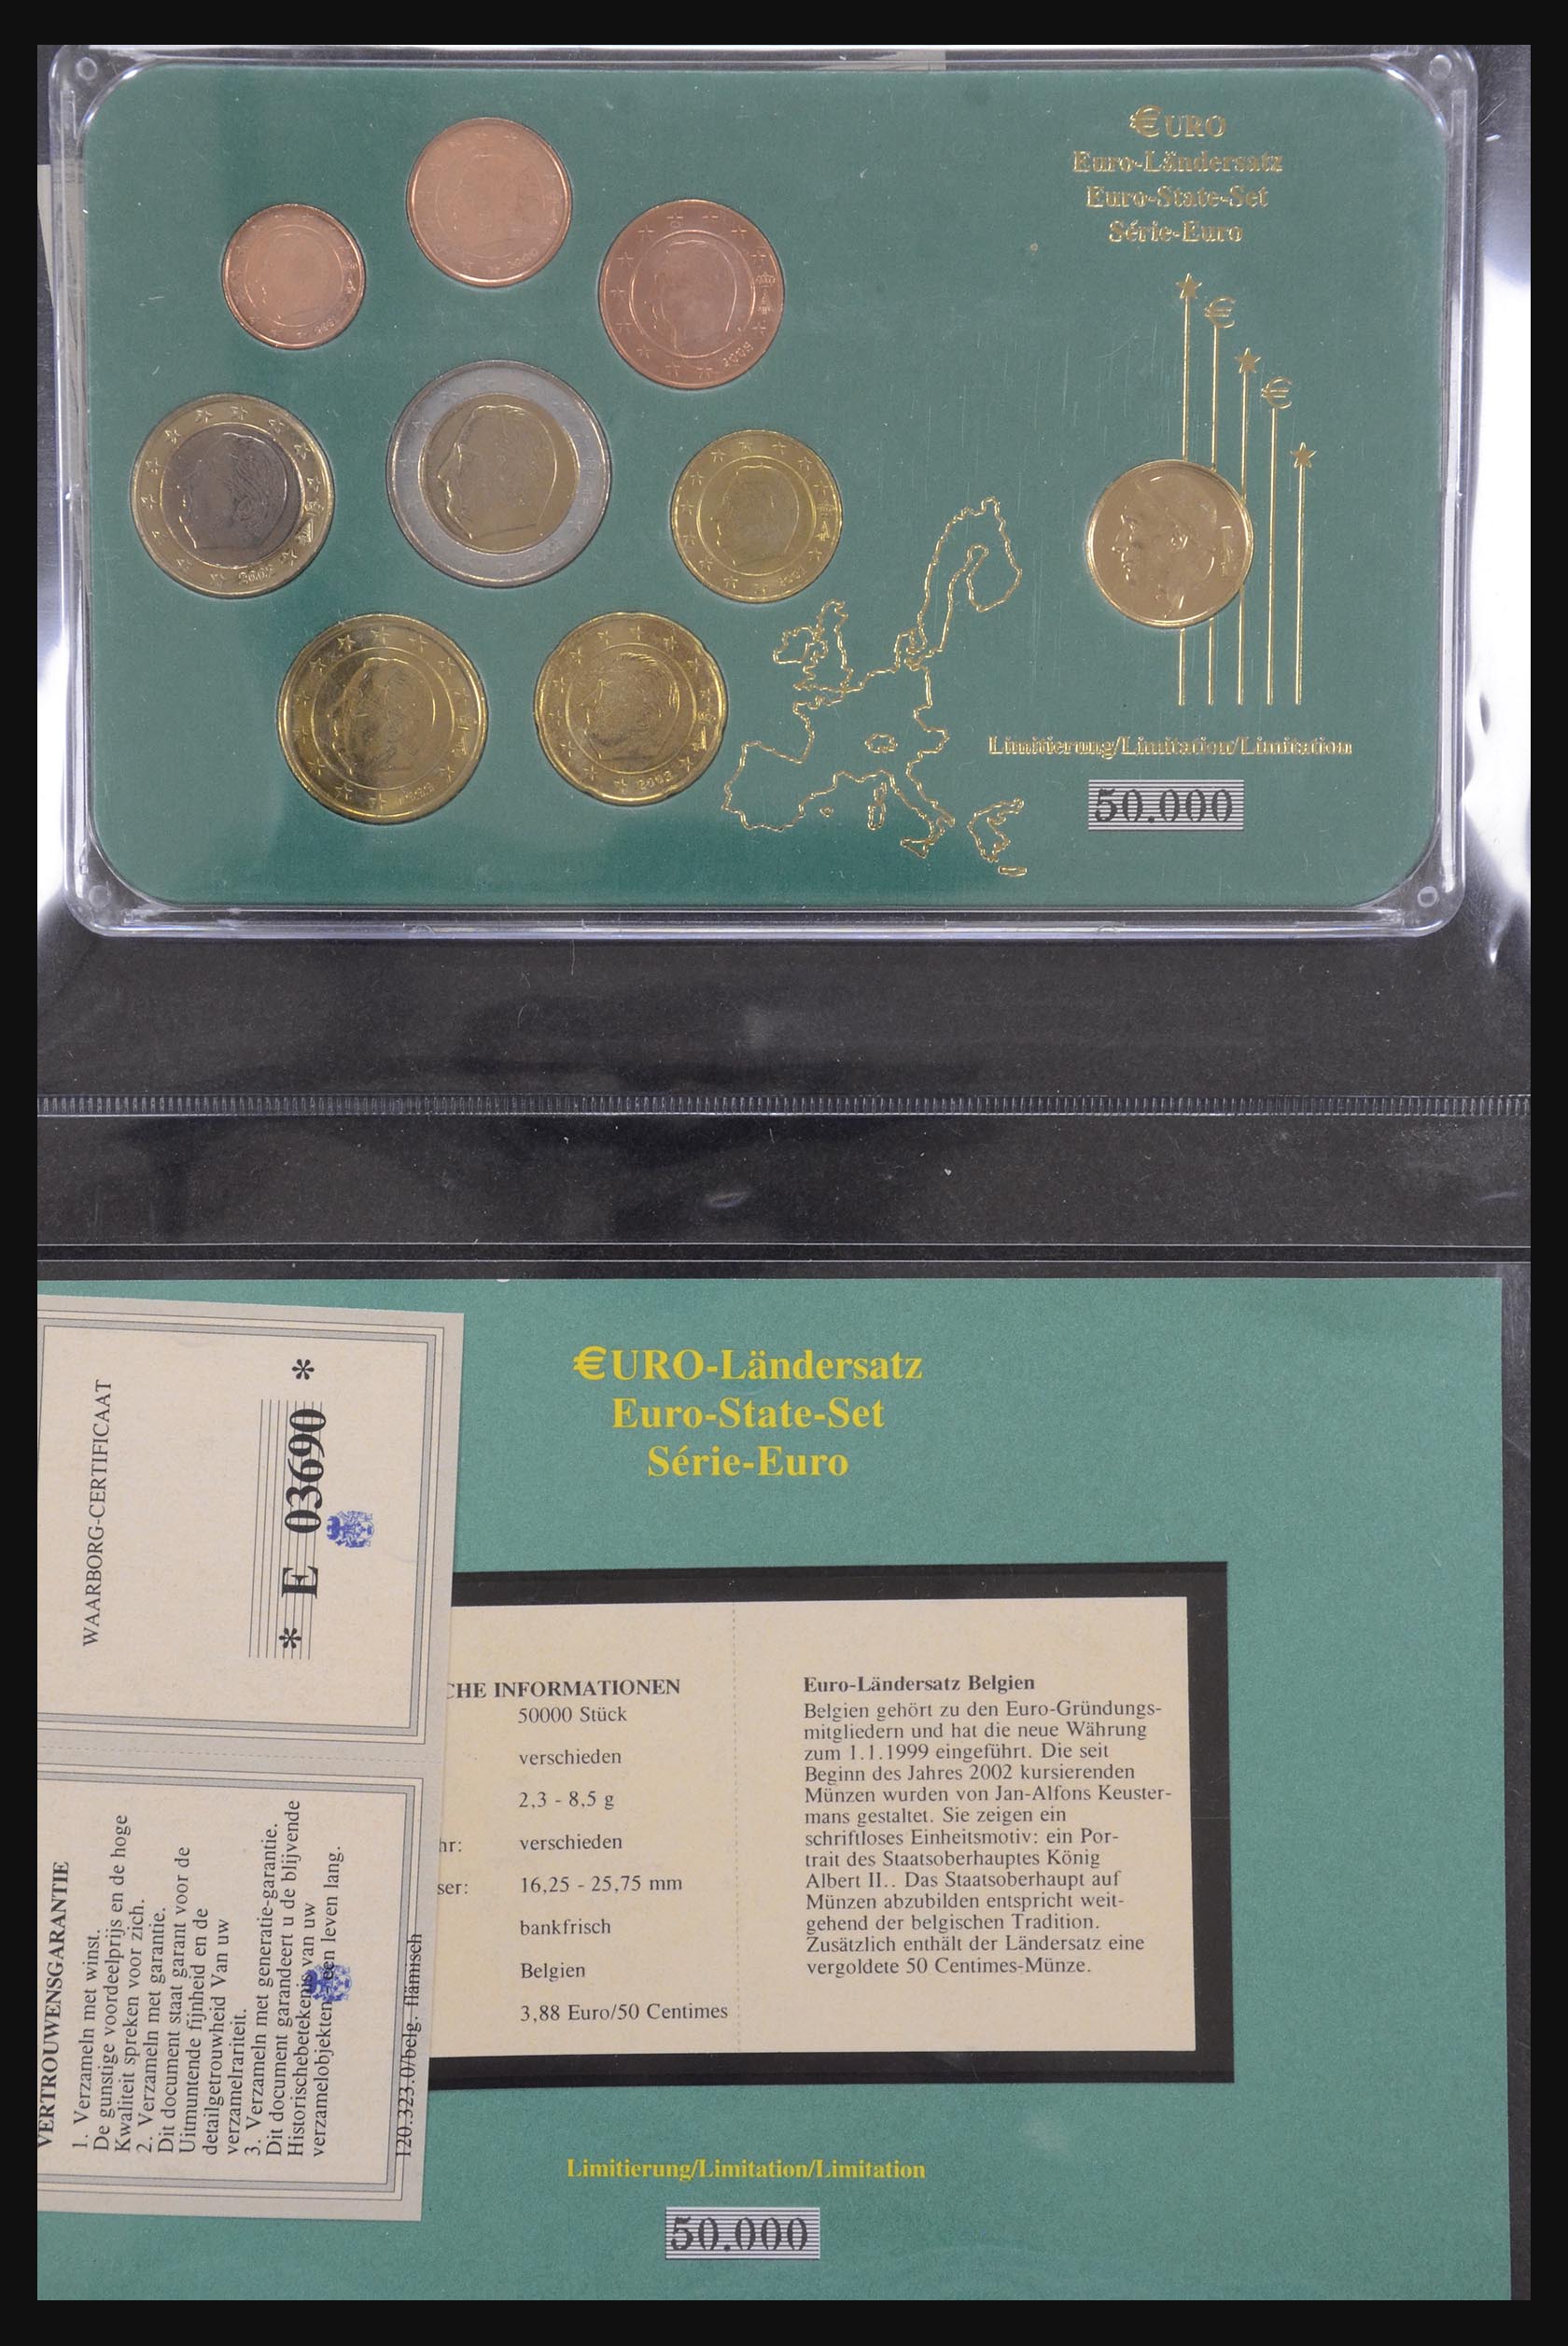 €URO
Euro-Ländersatz
Euro-State-Set
Série-Euro
Limitierung/Limitation/Limitation
50.000
2002
1999
€URO-Ländersatz
Euro-State-Set
Série-Euro
WAARBORG-CERTIFICAAT
* E 03690 *
VERTROUWENSGARANTIE
1. Verzameln met winst.
De gunstige voordeelprijs en de hoge
Kwaliteit spreken voor zich.
2. Verzameln met garantie.
Dit document staat garant voor de
Uitmuntende fijnheid en de
detailgetrouwheid Van uw
verzamelrariteit.
3. Verzameln met generatie-garantie.
Dit document garandeert u de blijvende
Historischebetekenis van uw
verzamelobjekten een leven lang.
120.323.0/belg. flämisch
CHE INFORMATIONEN
50000 Stück
verschieden
2,3 - 8,5 g
hr: verschieden
ser: 16,25 - 25,75 mm
bankfrisch
Belgien
3,88 Euro/50 Centimes
Euro-Ländersatz Belgien
Belgien gehört zu den Euro-Gründungs-
mitgliedern und hat die neue Währung
zum 1.1.1999 eingeführt. Die seit
Beginn des Jahres 2002 kursierenden
Münzen wurden von Jan-Alfons Keuster-
mans gestaltet. Sie zeigen ein
schriftloses Einheitsmotiv: ein Por-
trait des Staatsoberhauptes König
Albert II.. Das Staatsoberhaupt auf
Münzen abzubilden entspricht weit-
gehend der belgischen Tradition.
Zusätzlich enthält der Ländersatz eine
vergoldete 50 Centimes-Münze.
Limitierung/Limitation/Limitation
50.000